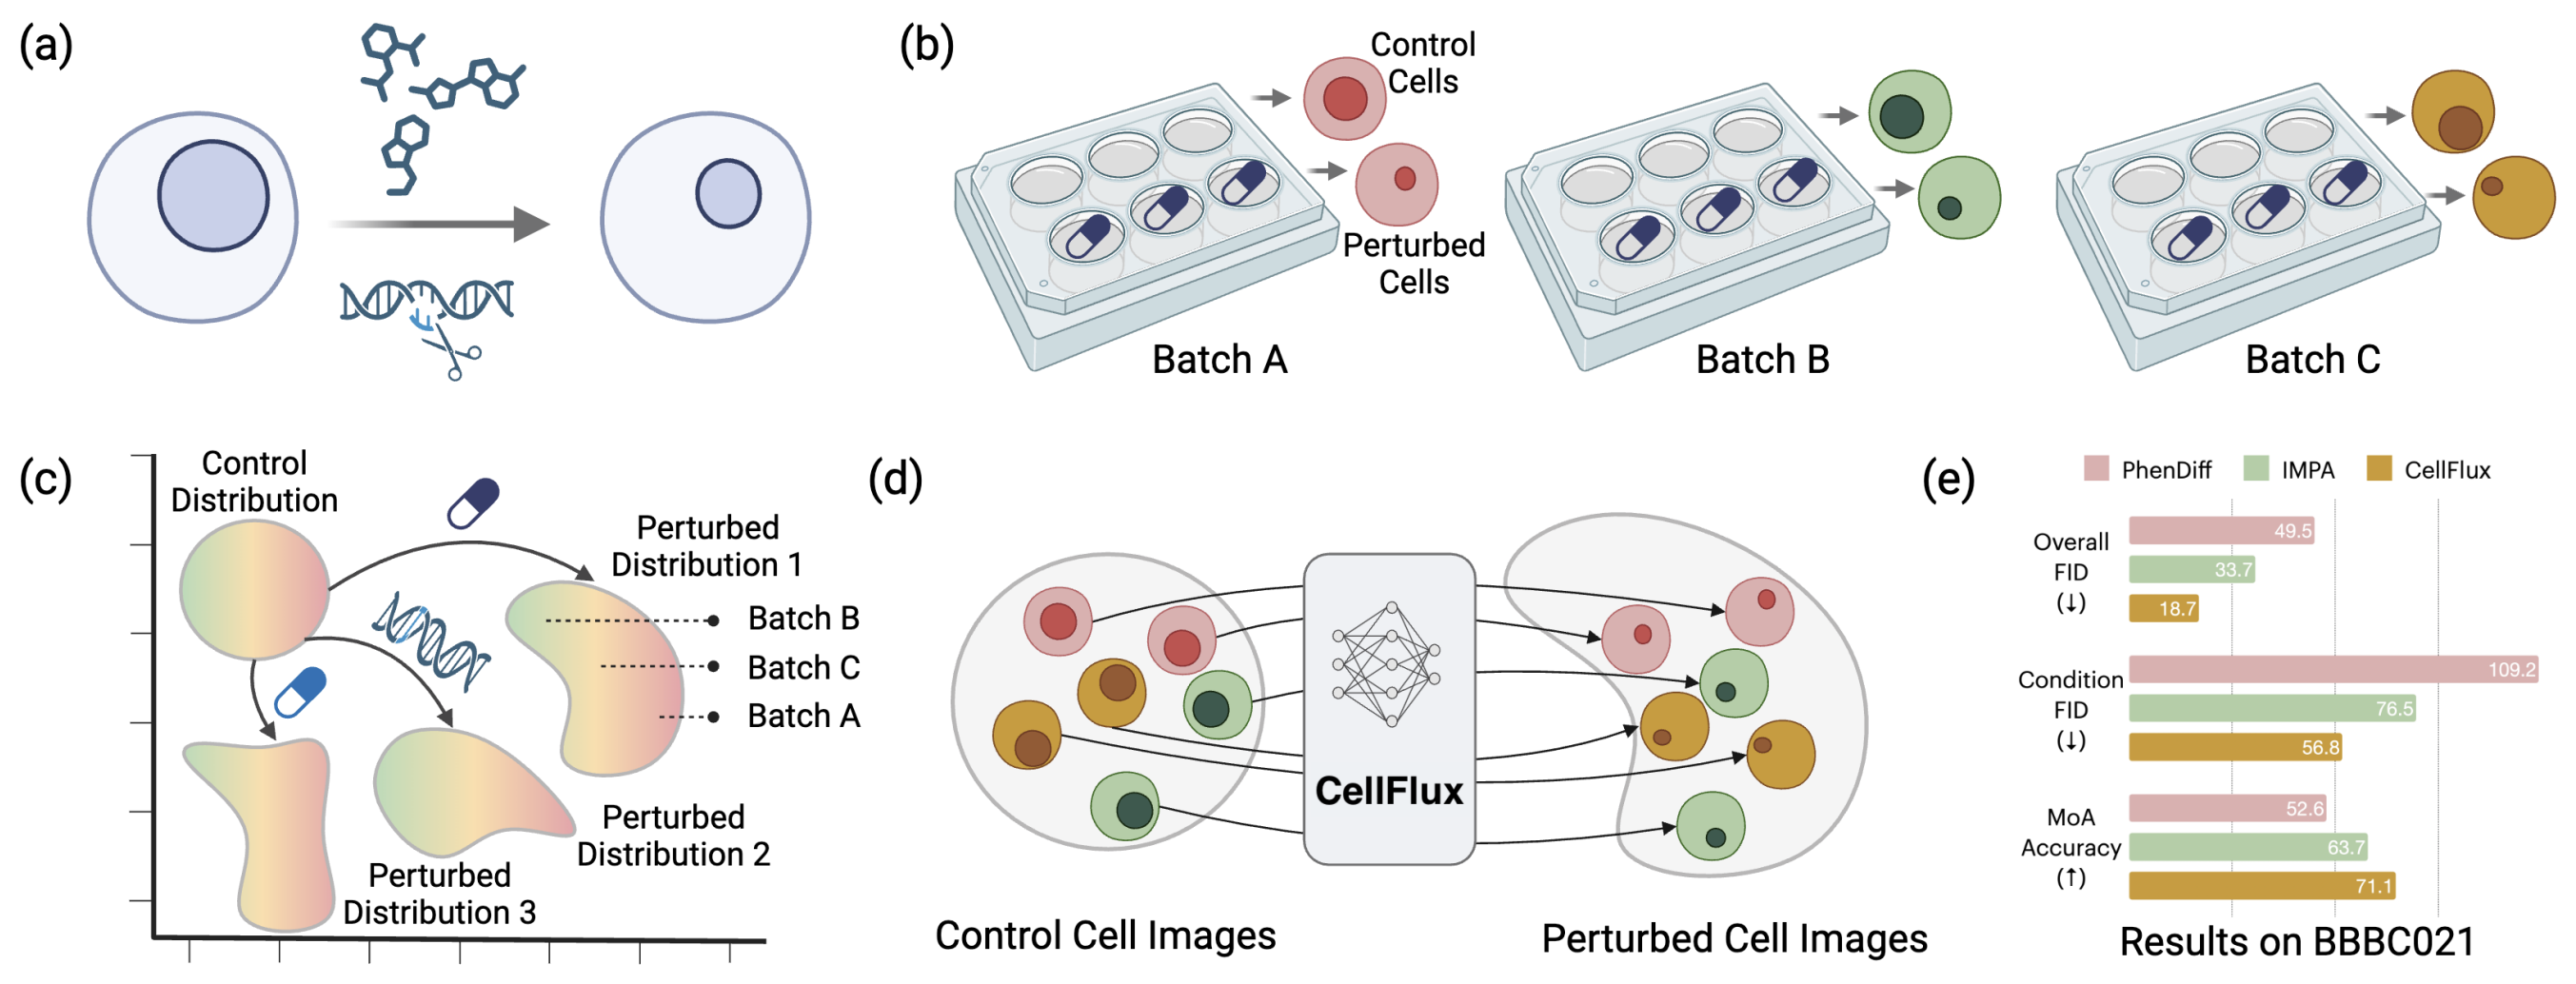 (a)
(b)
Control
Cells
Perturbed
Cells
Batch A
Batch B
Batch C
(c)
Control
Distribution
Perturbed
Distribution 1
Batch B
Batch C
Batch A
Perturbed
Distribution 2
Perturbed
Distribution 3
(d)
CellFlux
Control Cell Images
Perturbed Cell Images
(e)
PhenDiff
IMPA
CellFlux
Overall
FID
(↓)
49.5
33.7
18.7
Condition
FID
(↓)
109.2
76.5
56.8
MoA
Accuracy
(↑)
52.6
63.7
71.1
Results on BBBC021